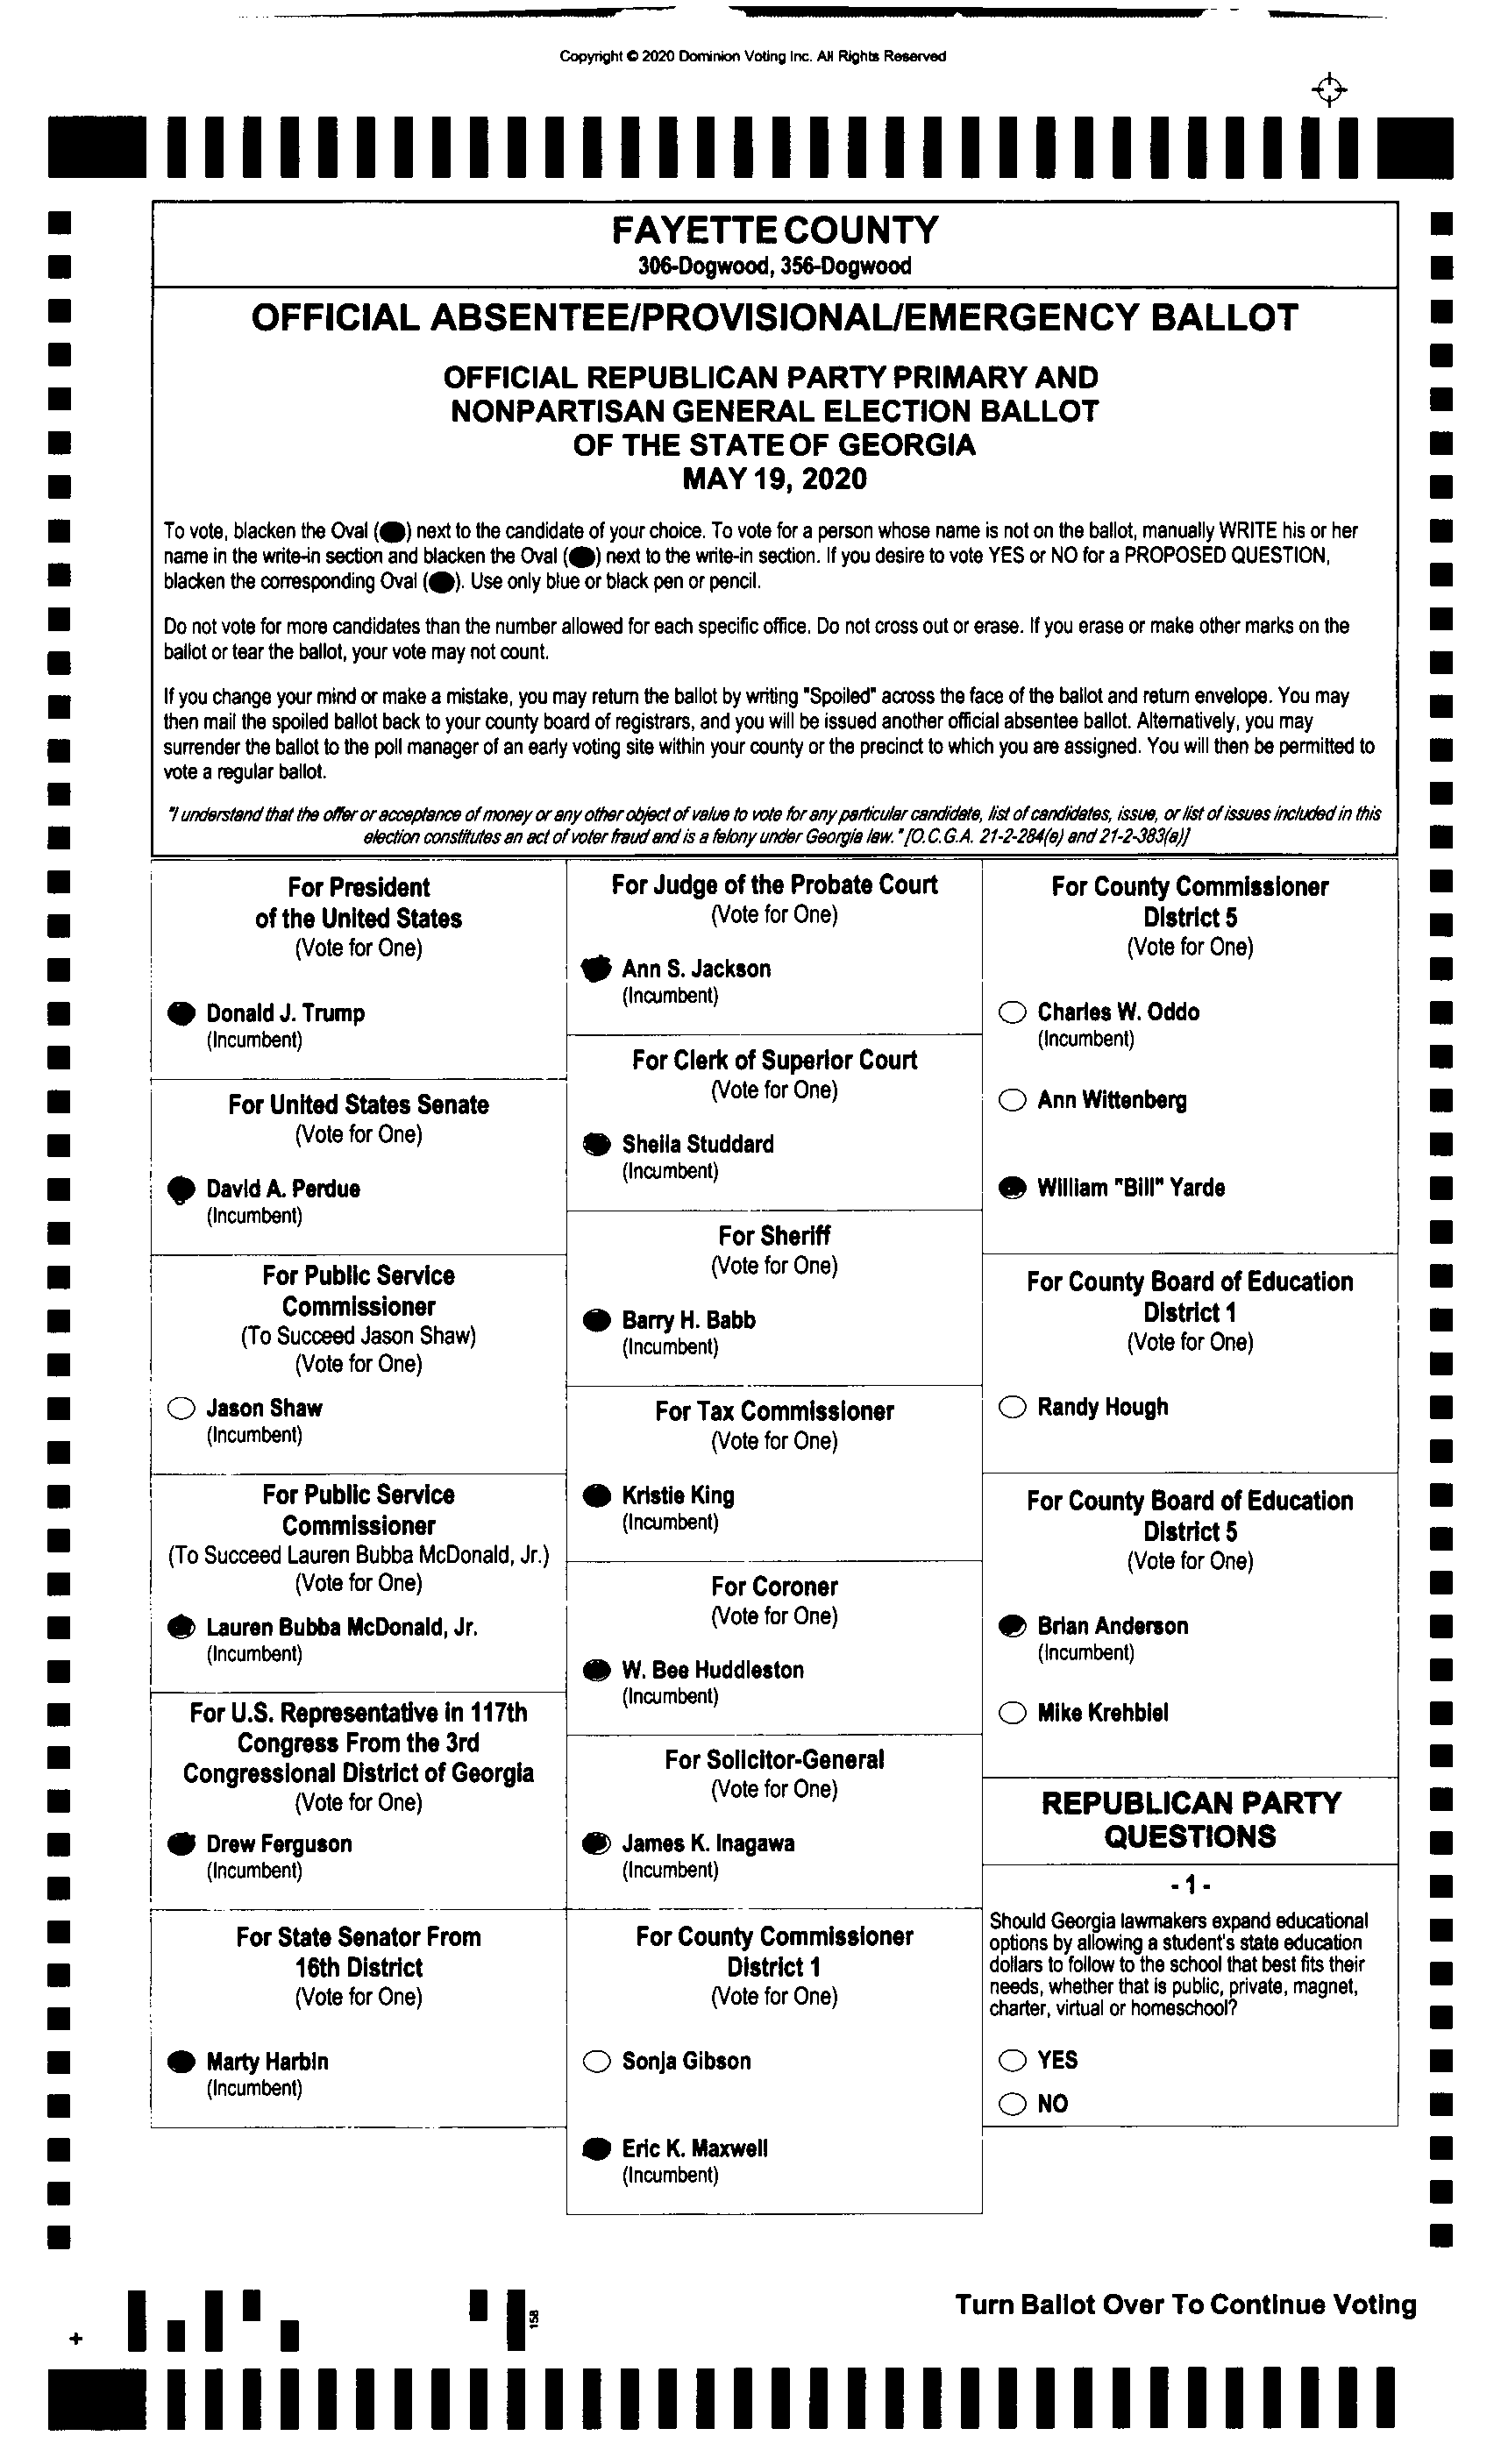 Copyright © 2020 Dominion Voting Inc. All Rights Reserved
FAYETTE COUNTY
306-Dogwood, 356-Dogwood
OFFICIAL ABSENTEE/PROVISIONAL/EMERGENCY BALLOT
OFFICIAL REPUBLICAN PARTY PRIMARY AND
NONPARTISAN GENERAL ELECTION BALLOT
OF THE STATE OF GEORGIA
MAY 19, 2020
To vote, blacken the Oval (●) next to the candidate of your choice. To vote for a person whose name is not on the ballot, manually WRITE his or her
name in the write-in section and blacken the Oval (●) next to the write-in section. If you desire to vote YES or NO for a PROPOSED QUESTION,
blacken the corresponding Oval (●). Use only blue or black pen or pencil.
Do not vote for more candidates than the number allowed for each specific office. Do not cross out or erase. If you erase or make other marks on the
ballot or tear the ballot, your vote may not count.
If you change your mind or make a mistake, you may return the ballot by writing "Spoiled" across the face of the ballot and return envelope. You may
then mail the spoiled ballot back to your county board of registrars, and you will be issued another official absentee ballot. Alternatively, you may
surrender the ballot to the poll manager of an early voting site within your county or the precinct to which you are assigned. You will then be permitted to
vote a regular ballot.
"I understand that the offer or acceptance of money or any other object of value to vote for any particular candidate, list of candidates, issue, or list of issues included in this
election constitutes an act of voter fraud and is a felony under Georgia law." [O.C.G.A. 21-2-284(e) and 21-2-383(a)]
For President
of the United States
(Vote for One)
Donald J. Trump
(Incumbent)
For United States Senate
(Vote for One)
David A. Perdue
(Incumbent)
For Public Service
Commissioner
(To Succeed Jason Shaw)
(Vote for One)
Jason Shaw
(Incumbent)
For Public Service
Commissioner
(To Succeed Lauren Bubba McDonald, Jr.)
(Vote for One)
Lauren Bubba McDonald, Jr.
(Incumbent)
For U.S. Representative in 117th
Congress From the 3rd
Congressional District of Georgia
(Vote for One)
Drew Ferguson
(Incumbent)
For State Senator From
16th District
(Vote for One)
Marty Harbin
(Incumbent)
For Judge of the Probate Court
(Vote for One)
Ann S. Jackson
(Incumbent)
For Clerk of Superior Court
(Vote for One)
Sheila Studdard
(Incumbent)
For Sheriff
(Vote for One)
Barry H. Babb
(Incumbent)
For Tax Commissioner
(Vote for One)
Kristie King
(Incumbent)
For Coroner
(Vote for One)
W. Bee Huddleston
(Incumbent)
For Solicitor-General
(Vote for One)
James K. Inagawa
(Incumbent)
For County Commissioner
District 1
(Vote for One)
Sonja Gibson
Eric K. Maxwell
(Incumbent)
For County Commissioner
District 5
(Vote for One)
Charles W. Oddo
(Incumbent)
Ann Wittenberg
William "Bill" Yarde
For County Board of Education
District 1
(Vote for One)
Randy Hough
For County Board of Education
District 5
(Vote for One)
Brian Anderson
(Incumbent)
Mike Krehbiel
REPUBLICAN PARTY
QUESTIONS
- 1 -
Should Georgia lawmakers expand educational
options by allowing a student's state education
dollars to follow to the school that best fits their
needs, whether that is public, private, magnet,
charter, virtual or homeschool?
YES
NO
Turn Ballot Over To Continue Voting
158
+